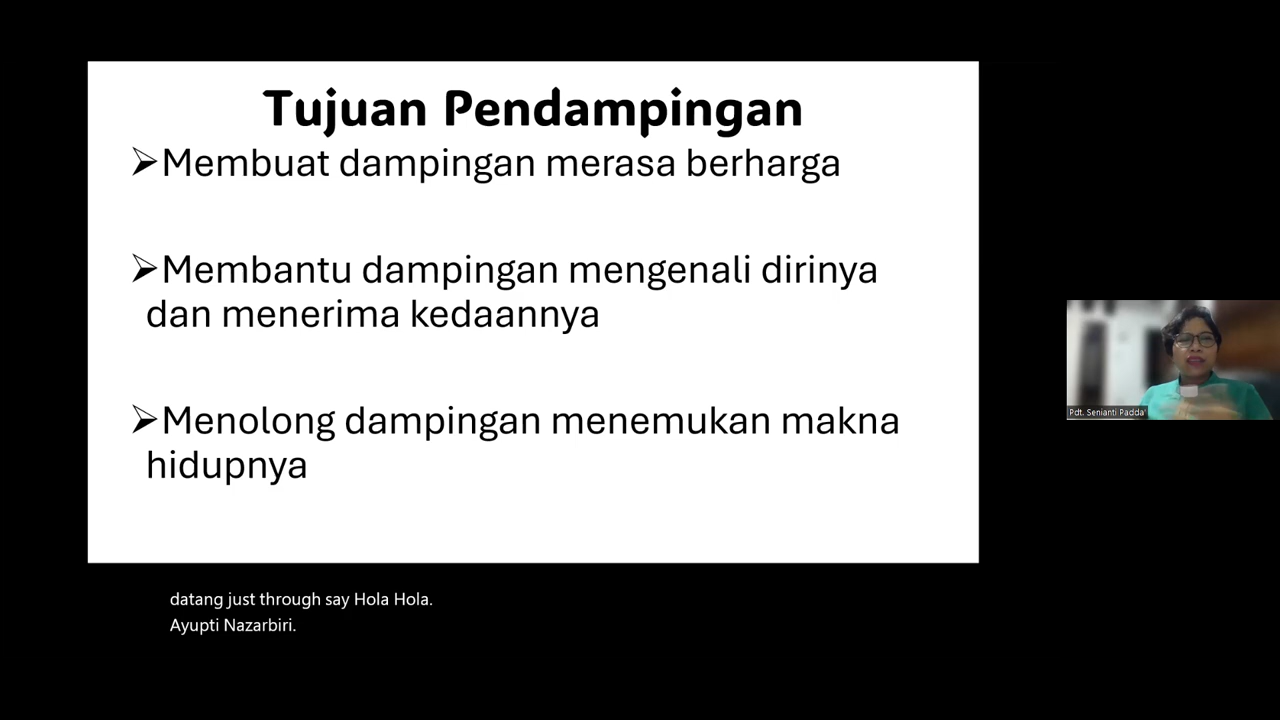 Tujuan Pendampingan
➢Membuat dampingan merasa berharga
➢Membantu dampingan mengenali dirinya
dan menerima kedaannya
➢Menolong dampingan menemukan makna
hidupnya
Pdt. Senianti Padda'
datang just through say Hola Hola.
Ayupti Nazarbiri.